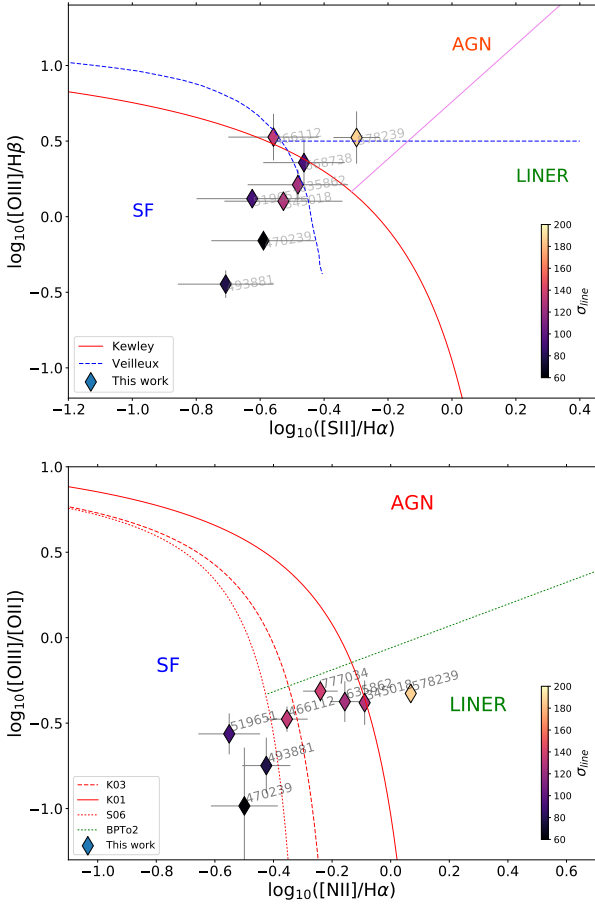 1.0
0.5
0.0
−0.5
−1.0
log₁₀([OIII]/Hβ)
AGN
LINER
SF
466112
578239
635862
345018
470239
493881
200
180
160
140
120
100
80
60
σline
Kewley
Veilleux
This work
−1.2 −1.0 −0.8 −0.6 −0.4 −0.2 0.0 0.2 0.4
log₁₀([SII]/Hα)
1.0
0.5
0.0
−0.5
−1.0
log₁₀([OIII]/[OII])
AGN
SF
LINER
777034
635862
345018
578239
519651
466112
493881
470239
200
180
160
140
120
100
80
60
σline
K03
K01
S06
BPTo2
This work
−1.0 −0.8 −0.6 −0.4 −0.2 0.0 0.2 0.4 0.6
log₁₀([NII]/Hα)